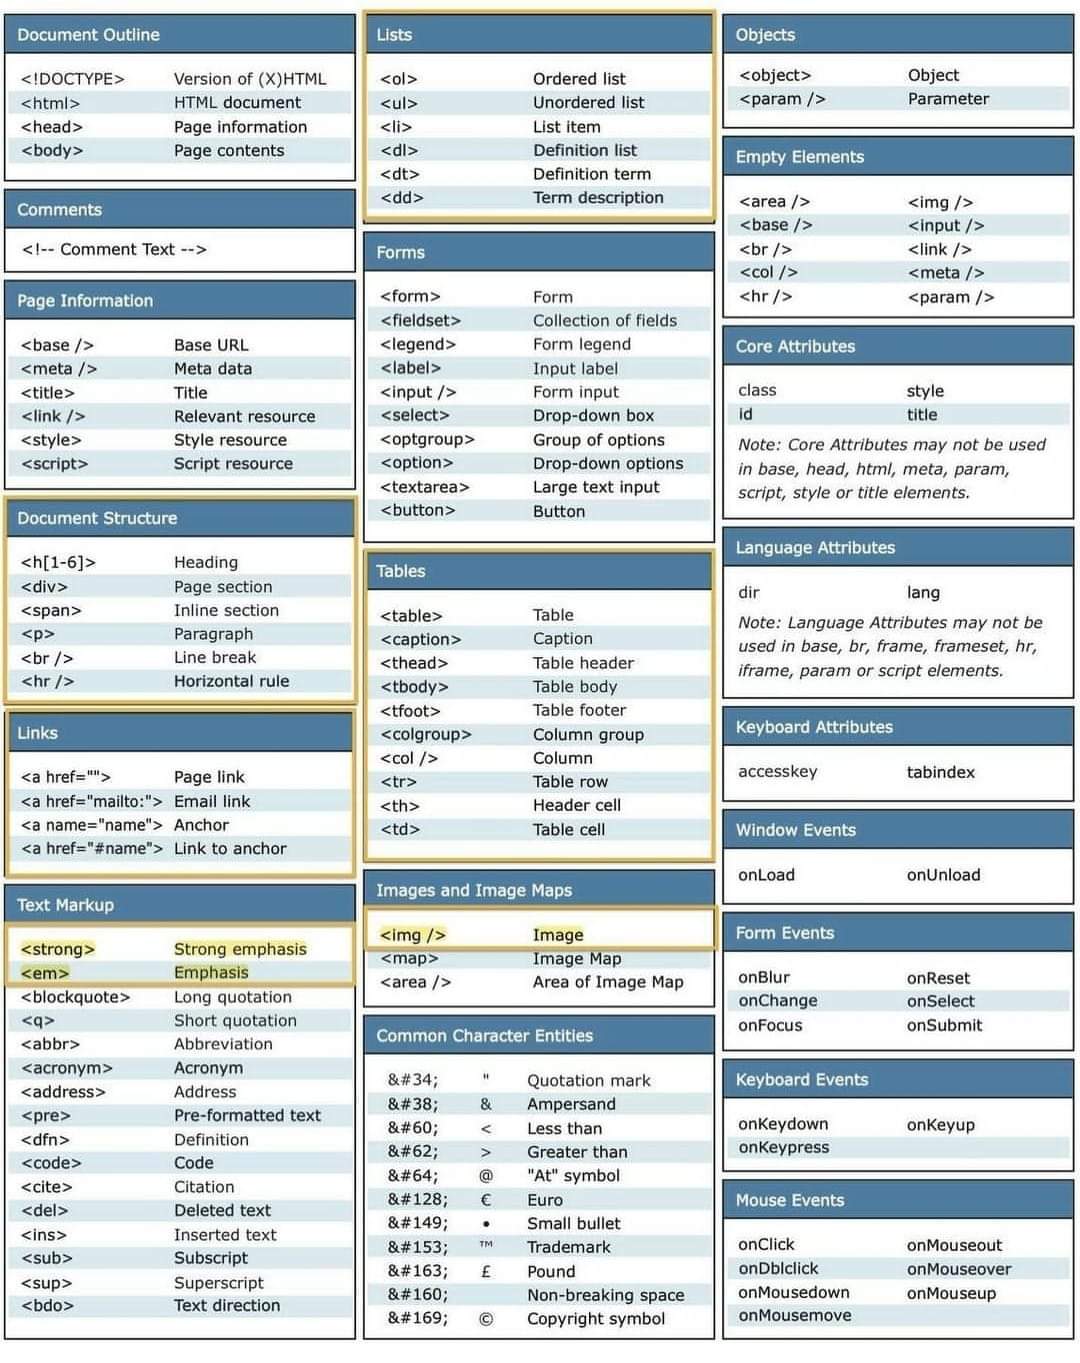 Document Outline
<!DOCTYPE> Version of (X)HTML
<html> HTML document
<head> Page information
<body> Page contents
Comments
<!-- Comment Text -->
Page Information
<base /> Base URL
<meta /> Meta data
<title> Title
<link /> Relevant resource
<style> Style resource
<script> Script resource
Document Structure
<h[1-6]> Heading
<div> Page section
<span> Inline section
<p> Paragraph
<br /> Line break
<hr /> Horizontal rule
Links
<a href=""> Page link
<a href="mailto:"> Email link
<a name="name"> Anchor
<a href="#name"> Link to anchor
Text Markup
<strong> Strong emphasis
<em> Emphasis
<blockquote> Long quotation
<q> Short quotation
<abbr> Abbreviation
<acronym> Acronym
<address> Address
<pre> Pre-formatted text
<dfn> Definition
<code> Code
<cite> Citation
<del> Deleted text
<ins> Inserted text
<sub> Subscript
<sup> Superscript
<bdo> Text direction
Lists
<ol> Ordered list
<ul> Unordered list
<li> List item
<dl> Definition list
<dt> Definition term
<dd> Term description
Forms
<form> Form
<fieldset> Collection of fields
<legend> Form legend
<label> Input label
<input /> Form input
<select> Drop-down box
<optgroup> Group of options
<option> Drop-down options
<textarea> Large text input
<button> Button
Tables
<table> Table
<caption> Caption
<thead> Table header
<tbody> Table body
<tfoot> Table footer
<colgroup> Column group
<col /> Column
<tr> Table row
<th> Header cell
<td> Table cell
Images and Image Maps
<img /> Image
<map> Image Map
<area /> Area of Image Map
Common Character Entities
&#34; " Quotation mark
&#38; & Ampersand
&#60; < Less than
&#62; > Greater than
&#64; @ "At" symbol
&#128; € Euro
&#149; • Small bullet
&#153; ™ Trademark
&#163; £ Pound
&#160; Non-breaking space
&#169; © Copyright symbol
Objects
<object> Object
<param /> Parameter
Empty Elements
<area /> <img />
<base /> <input />
<br /> <link />
<col /> <meta />
<hr /> <param />
Core Attributes
class style
id title
Note: Core Attributes may not be used
in base, head, html, meta, param,
script, style or title elements.
Language Attributes
dir lang
Note: Language Attributes may not be
used in base, br, frame, frameset, hr,
iframe, param or script elements.
Keyboard Attributes
accesskey tabindex
Window Events
onLoad onUnload
Form Events
onBlur onReset
onChange onSelect
onFocus onSubmit
Keyboard Events
onKeydown onKeyup
onKeypress
Mouse Events
onClick onMouseout
onDblclick onMouseover
onMousedown onMouseup
onMousemove